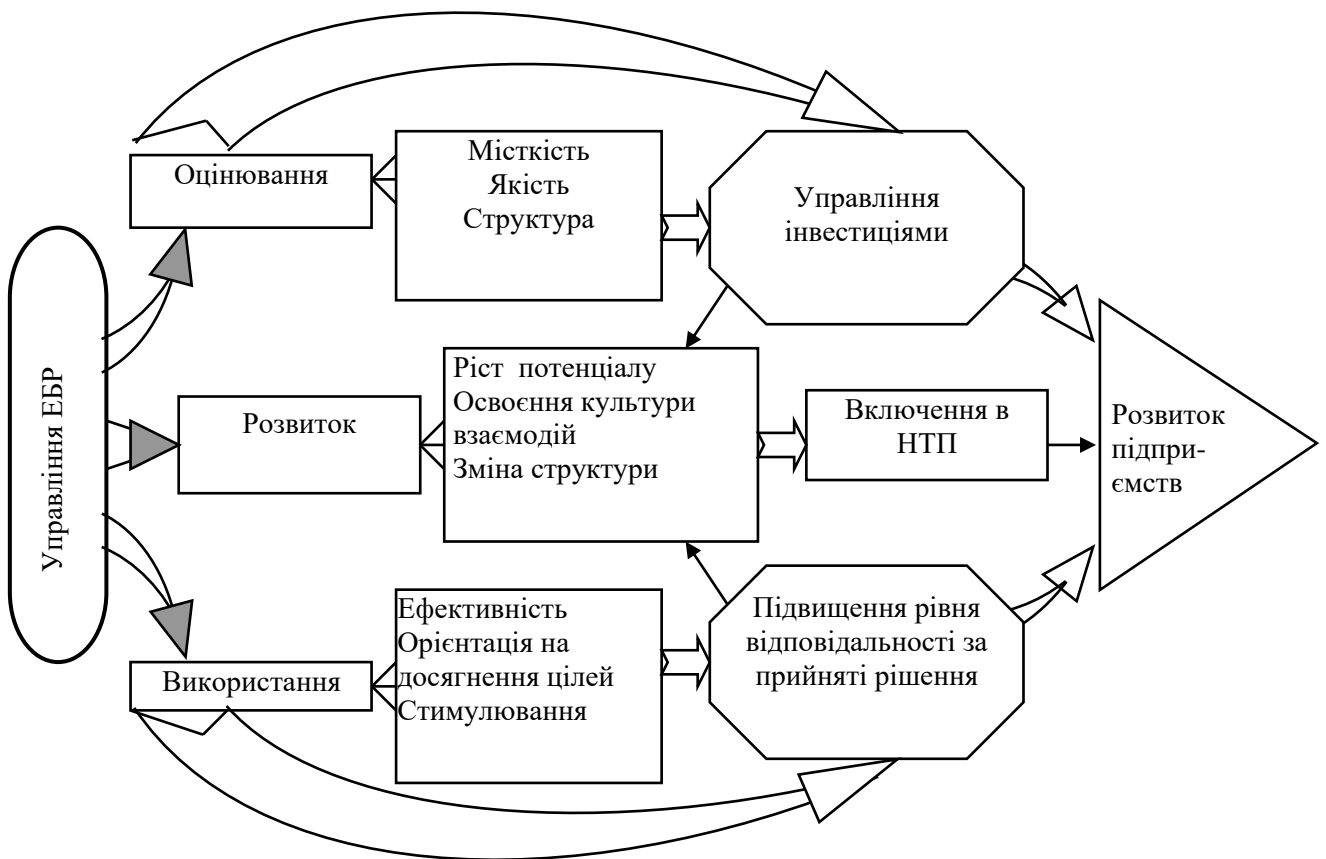 Управління ЕБР
Оцінювання
Місткість
Якість
Структура
Управління
інвестиціями
Розвиток
Ріст потенціалу
Освоєння культури
взаємодій
Зміна структури
Включення в
НТП
Розвиток
підпри-
ємств
Використання
Ефективність
Орієнтація на
досягнення цілей
Стимулювання
Підвищення рівня
відповідальності за
прийняті рішення